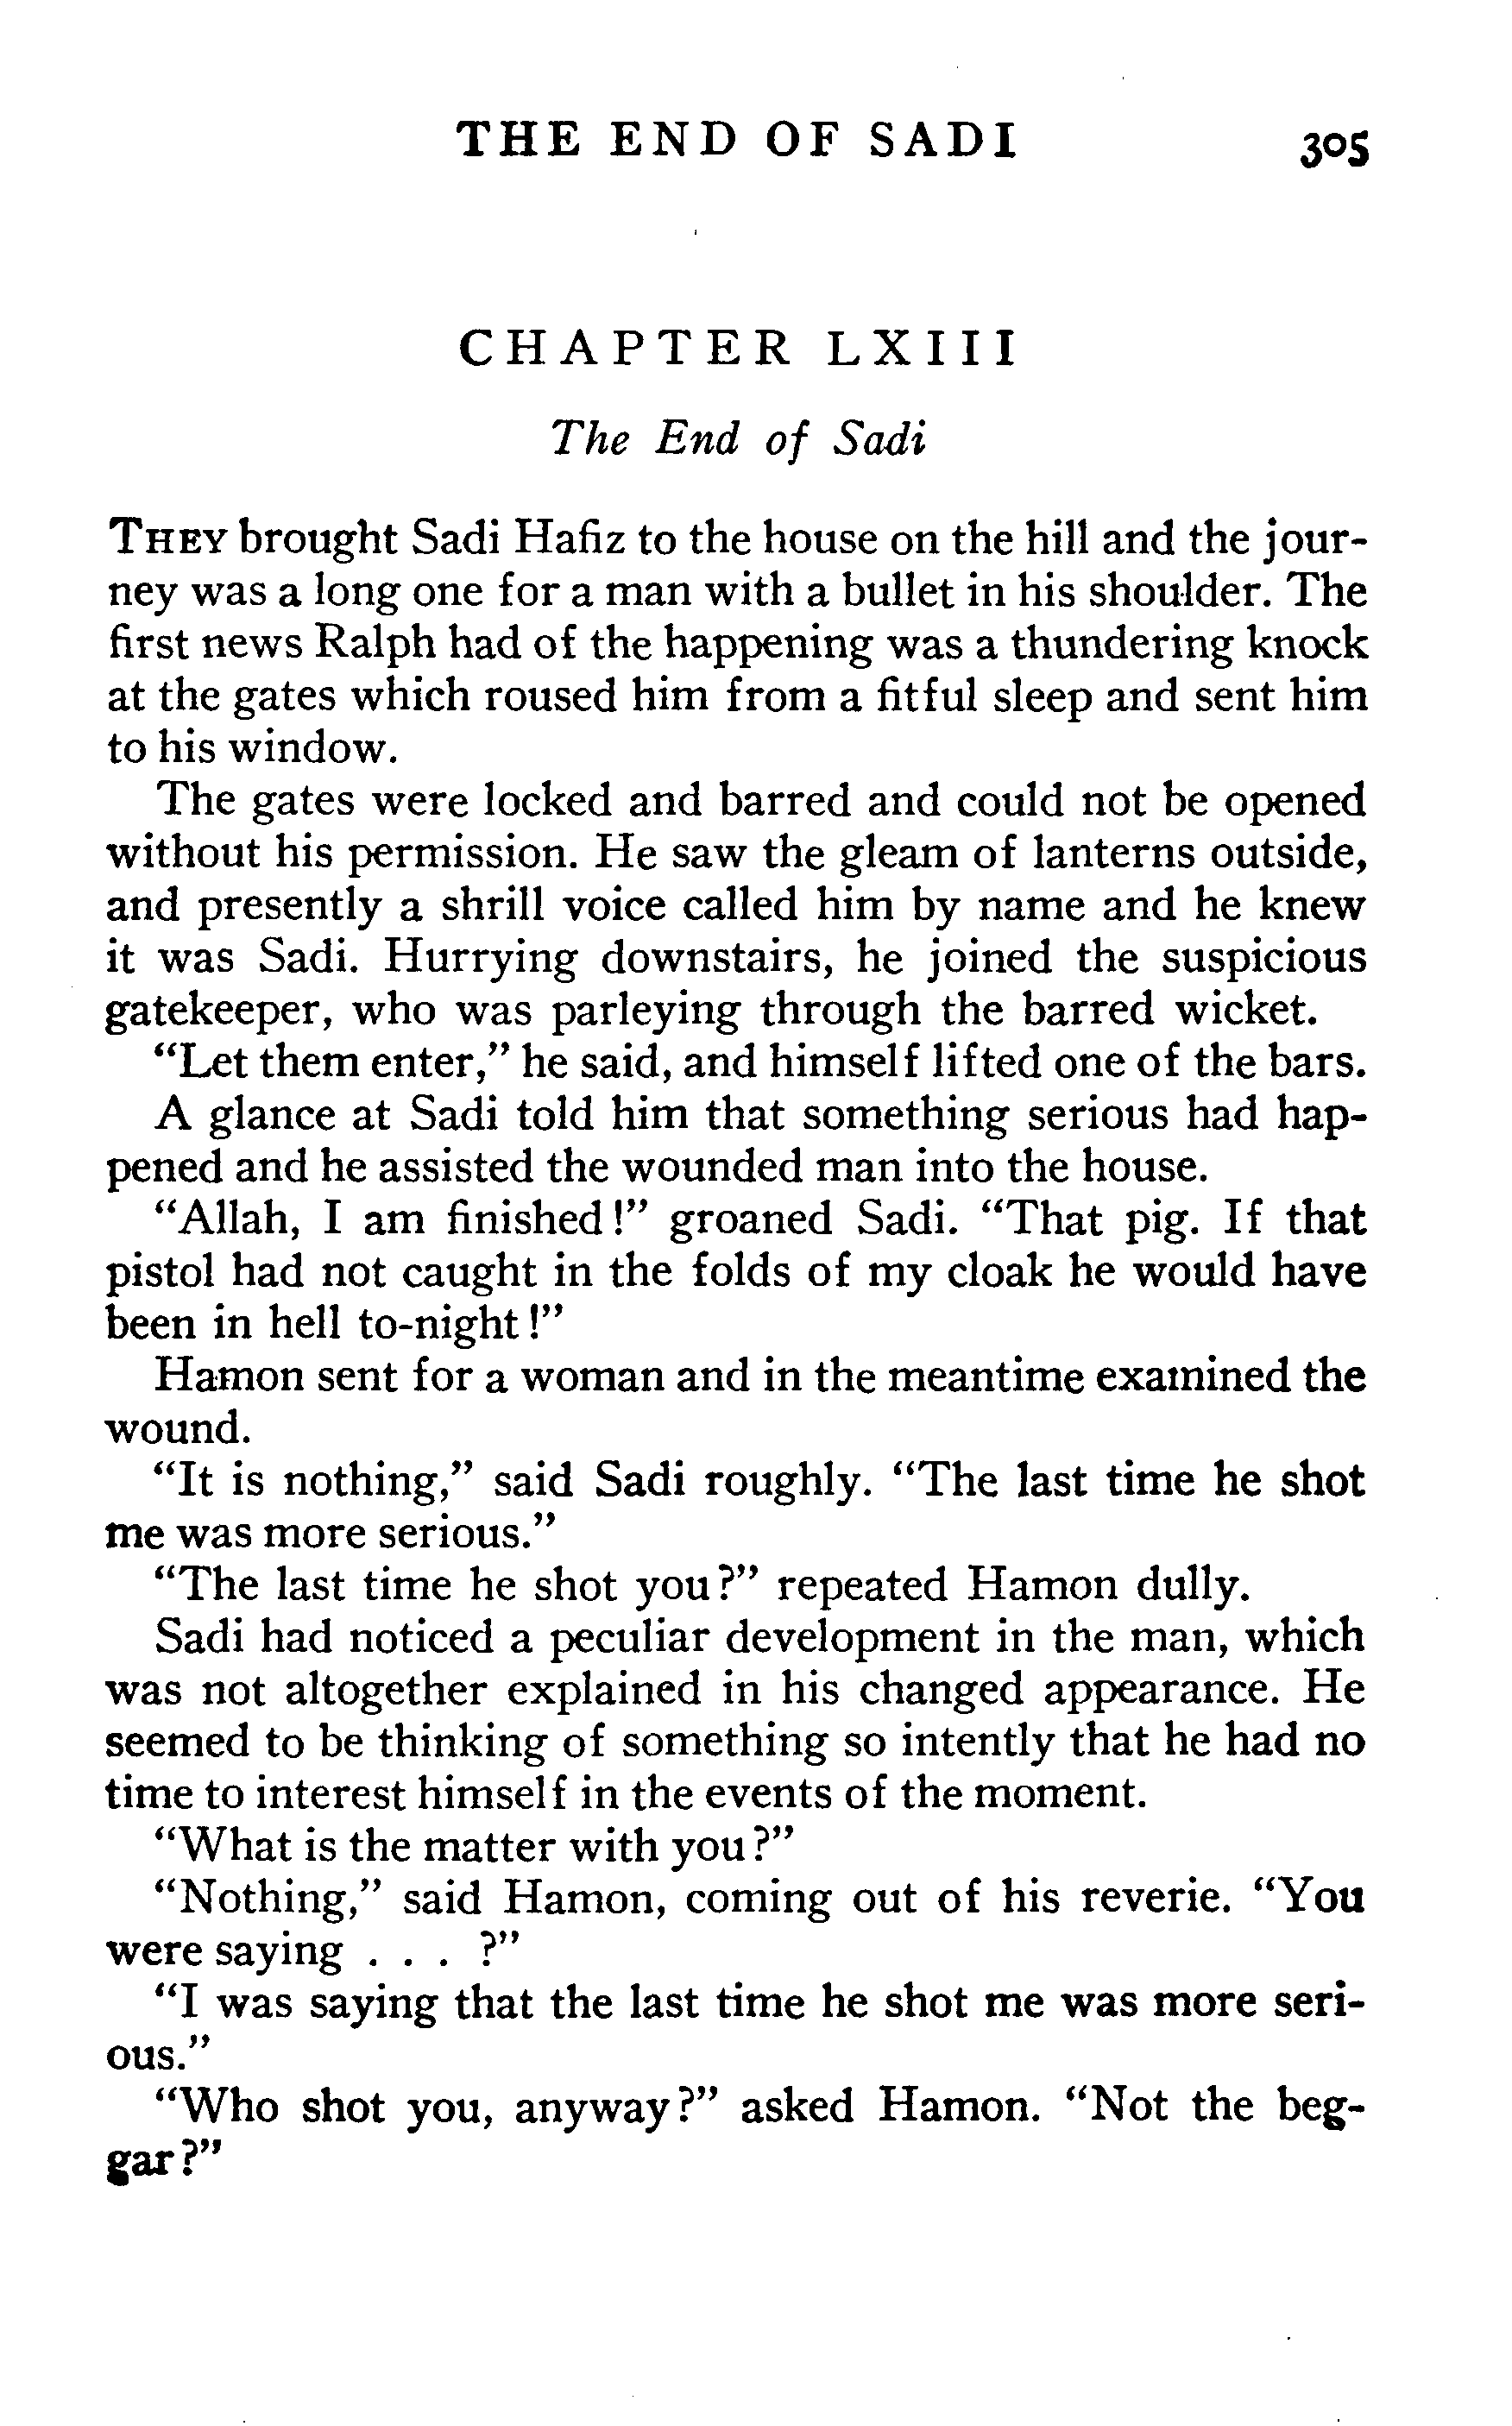 THE END OF SADI 305
CHAPTER LXIII
The End of Sadi
THEY brought Sadi Hafiz to the house on the hill and the jour-
ney was a long one for a man with a bullet in his shoulder. The
first news Ralph had of the happening was a thundering knock
at the gates which roused him from a fitful sleep and sent him
to his window.
The gates were locked and barred and could not be opened
without his permission. He saw the gleam of lanterns outside,
and presently a shrill voice called him by name and he knew
it was Sadi. Hurrying downstairs, he joined the suspicious
gatekeeper, who was parleying through the barred wicket.
“Let them enter,” he said, and himself lifted one of the bars.
A glance at Sadi told him that something serious had hap-
pened and he assisted the wounded man into the house.
“Allah, I am finished!” groaned Sadi. “That pig. If that
pistol had not caught in the folds of my cloak he would have
been in hell to-night!”
Hamon sent for a woman and in the meantime examined the
wound.
“It is nothing,” said Sadi roughly. “The last time he shot
me was more serious.”
“The last time he shot you?” repeated Hamon dully.
Sadi had noticed a peculiar development in the man, which
was not altogether explained in his changed appearance. He
seemed to be thinking of something so intently that he had no
time to interest himself in the events of the moment.
“What is the matter with you?”
“Nothing,” said Hamon, coming out of his reverie. “You
were saying . . . ?”
“I was saying that the last time he shot me was more seri-
ous.”
“Who shot you, anyway?” asked Hamon. “Not the beg-
gar?”